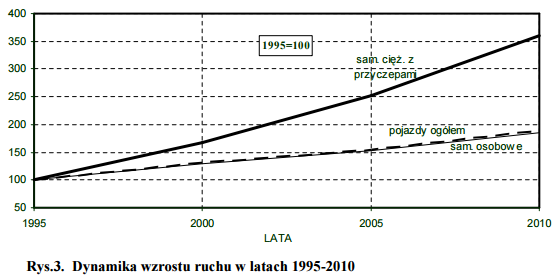 400
350
300
250
200
150
100
50
1995=100
sam. cięż. z
przyczepami
pojazdy ogółem
sam. osobowe
1995
2000
2005
2010
LATA
Rys.3. Dynamika wzrostu ruchu w latach 1995-2010